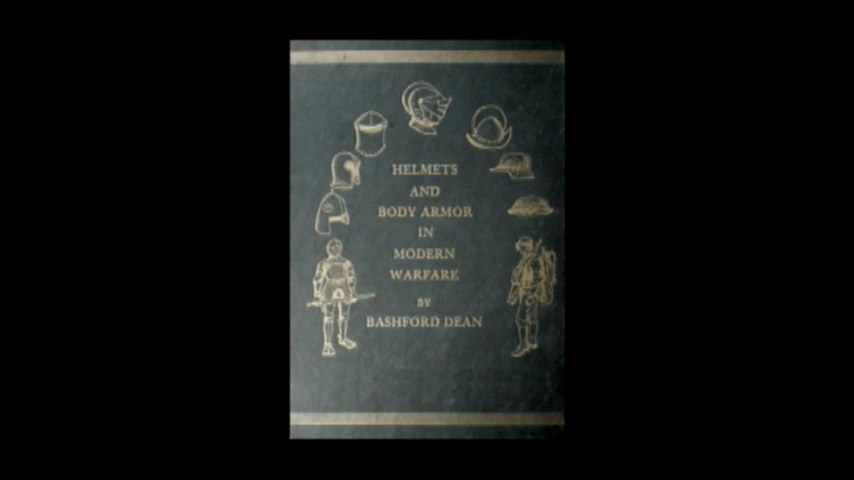 HELMETS
AND
BODY ARMOR
IN
MODERN
WARFARE
BY
BASHFORD DEAN